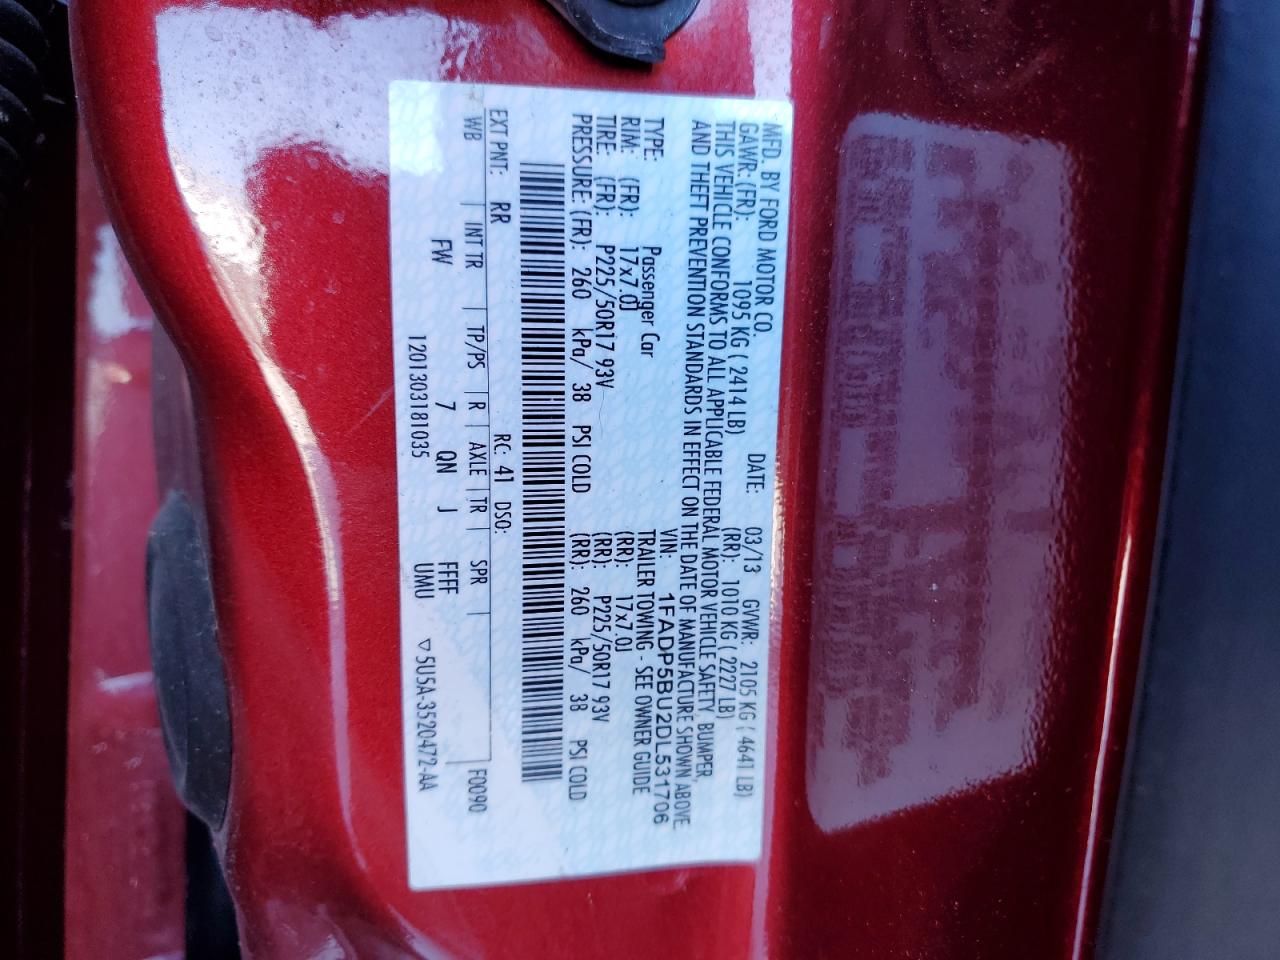 MFD. BY FORD MOTOR CO.
DATE: 03/13 GVWR: 2105 KG ( 4641 LB)
GAWR: (FR): 1095 KG ( 2414 LB) (RR): 1010 KG ( 2227 LB)
THIS VEHICLE CONFORMS TO ALL APPLICABLE FEDERAL MOTOR VEHICLE SAFETY, BUMPER,
AND THEFT PREVENTION STANDARDS IN EFFECT ON THE DATE OF MANUFACTURE SHOWN ABOVE.
VIN: 1FADP5BU2DL531706
TYPE: Passenger Car TRAILER TOWING - SEE OWNER GUIDE
RIM: (FR): 17x7.0J (RR): 17x7.0J
TIRE: (FR): P225/50R17 93V (RR): P225/50R17 93V
PRESSURE: (FR): 260 kPa/ 38 PSI COLD (RR): 260 kPa/ 38 PSI COLD
EXT PNT: RR RC: 41 DSO:
WB INT TR TP/PS R AXLE TR SPR F0090
FW 7 QN J FFFF
1201303181035 UMU ▽5U5A-3520472-AA